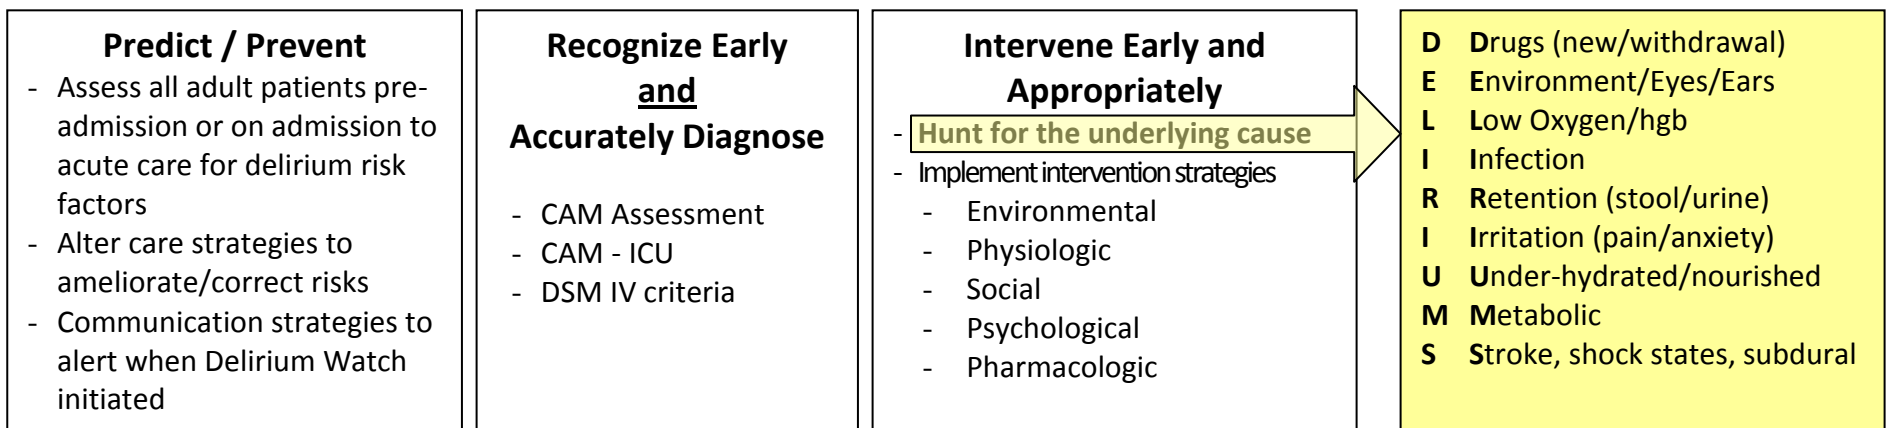 Predict / Prevent
- Assess all adult patients pre-
admission or on admission to
acute care for delirium risk
factors
- Alter care strategies to
ameliorate/correct risks
- Communication strategies to
alert when Delirium Watch
initiated
Recognize Early
and
Accurately Diagnose
- CAM Assessment
- CAM - ICU
- DSM IV criteria
Intervene Early and
Appropriately
- Hunt for the underlying cause
- Implement intervention strategies
- Environmental
- Physiologic
- Social
- Psychological
- Pharmacologic
D Drugs (new/withdrawal)
E Environment/Eyes/Ears
L Low Oxygen/hgb
I Infection
R Retention (stool/urine)
I Irritation (pain/anxiety)
U Under-hydrated/nourished
M Metabolic
S Stroke, shock states, subdural